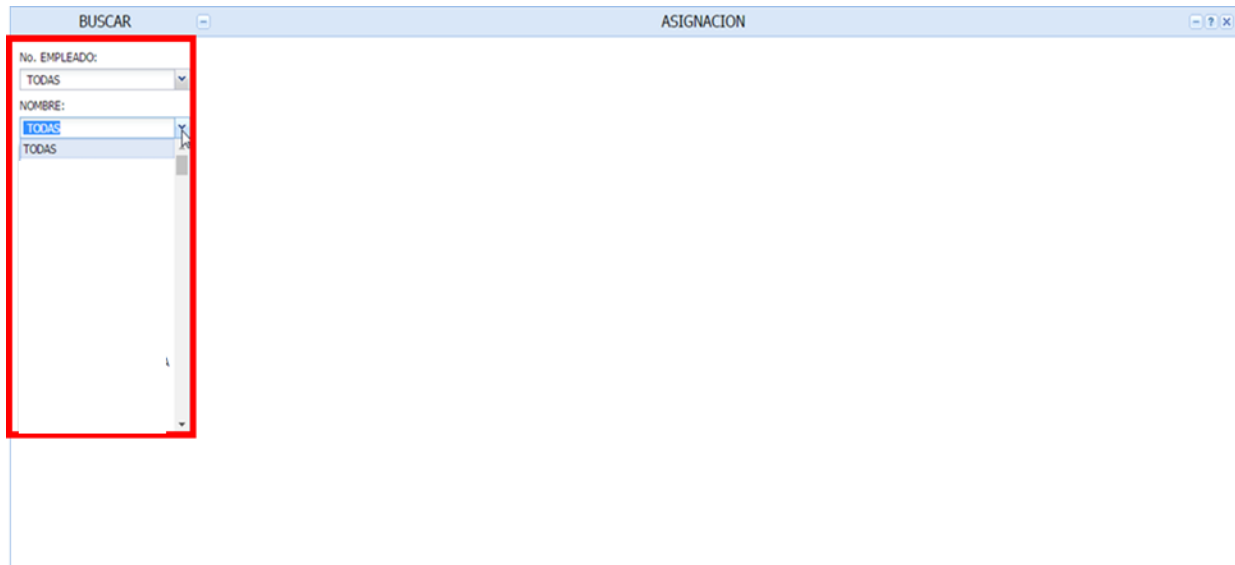 BUSCAR
ASIGNACION
No. EMPLEADO:
TODAS
NOMBRE:
TODAS
TODAS